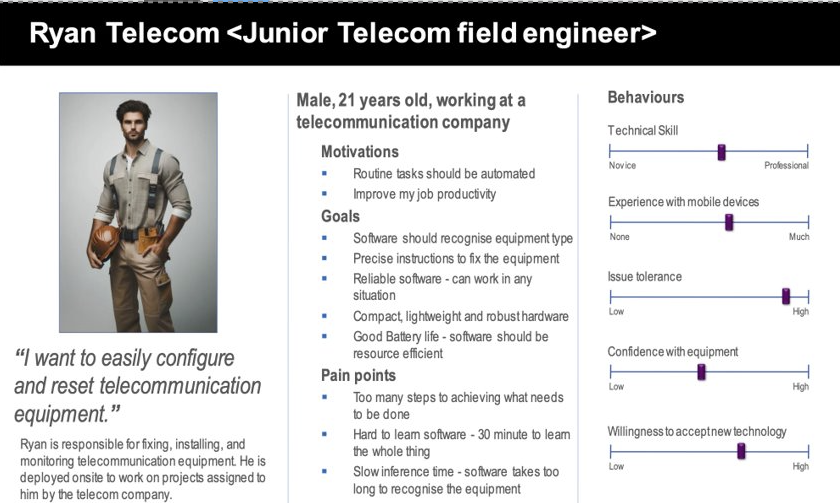 Ryan Telecom <Junior Telecom field engineer>
“I want to easily configure
and reset telecommunication
equipment.”
Ryan is responsible for fixing, installing, and
monitoring telecommunication equipment. He is
deployed onsite to work on projects assigned to
him by the telecom company.
Male, 21 years old, working at a
telecommunication company
Motivations
Routine tasks should be automated
Improve my job productivity
Goals
Software should recognise equipment type
Precise instructions to fix the equipment
Reliable software - can work in any
situation
Compact, lightweight and robust hardware
Good Battery life - software should be
resource efficient
Pain points
Too many steps to achieving what needs
to be done
Hard to learn software - 30 minute to learn
the whole thing
Slow inference time - software takes too
long to recognise the equipment
Behaviours
Technical Skill
Novice Professional
Experience with mobile devices
None Much
Issue tolerance
Low High
Confidence with equipment
Low High
Willingness to accept new technology
Low High